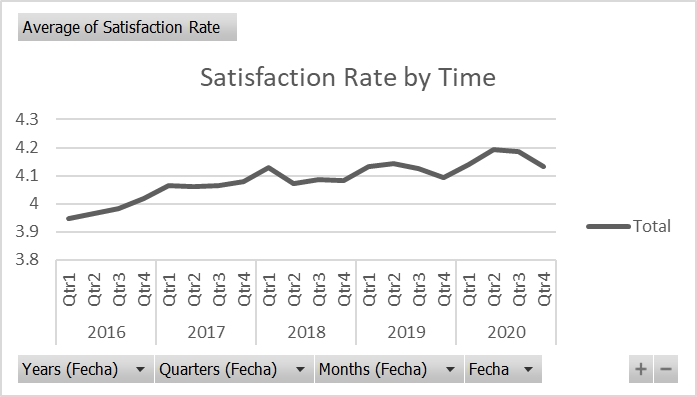 Average of Satisfaction Rate
Satisfaction Rate by Time
4.3
4.2
4.1
4
3.9
3.8
Total
Qtr1 Qtr2 Qtr3 Qtr4 Qtr1 Qtr2 Qtr3 Qtr4 Qtr1 Qtr2 Qtr3 Qtr4 Qtr1 Qtr2 Qtr3 Qtr4 Qtr1 Qtr2 Qtr3 Qtr4
2016 2017 2018 2019 2020
Years (Fecha) Quarters (Fecha) Months (Fecha) Fecha + −